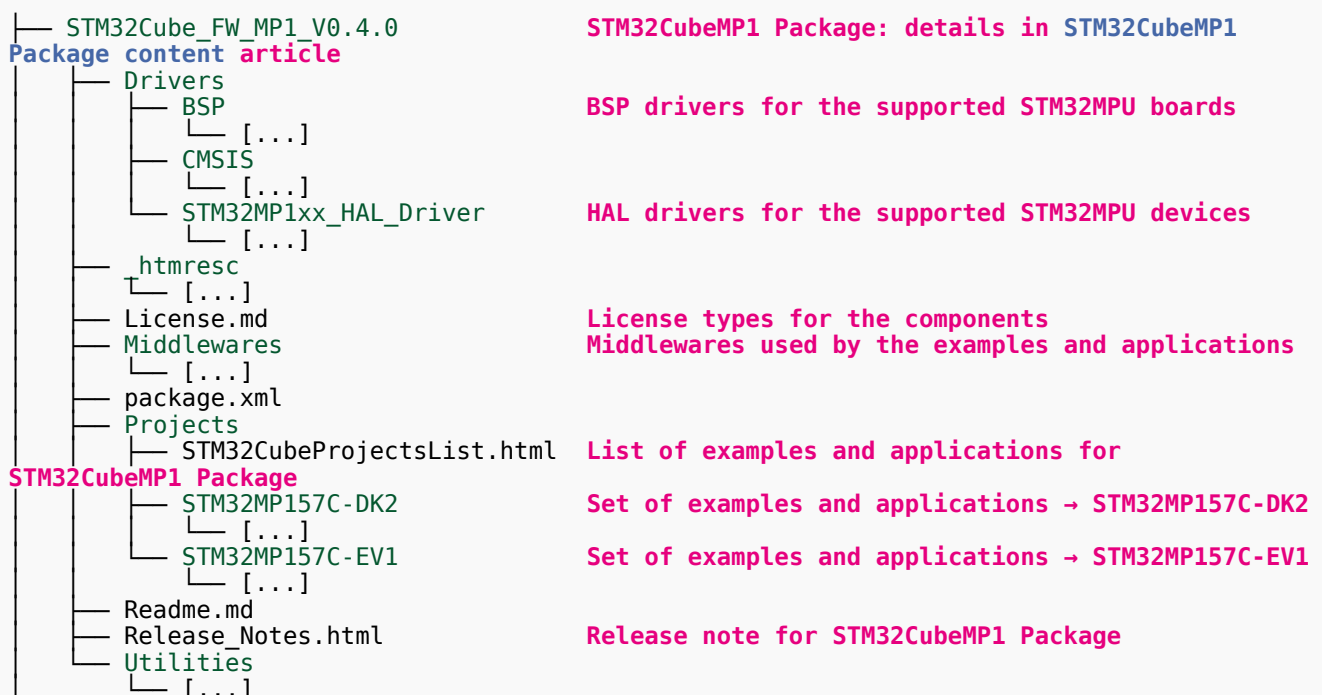 ├── STM32Cube_FW_MP1_V0.4.0             STM32CubeMP1 Package: details in STM32CubeMP1
Package content article
│   ├── Drivers
│   │   ├── BSP                         BSP drivers for the supported STM32MPU boards
│   │   │   └── [...]
│   │   ├── CMSIS
│   │   │   └── [...]
│   │   └── STM32MP1xx_HAL_Driver       HAL drivers for the supported STM32MPU devices
│   │       └── [...]
│   ├── _htmresc
│   │   └── [...]
│   ├── License.md                      License types for the components
│   ├── Middlewares                     Middlewares used by the examples and applications
│   │   └── [...]
│   ├── package.xml
│   ├── Projects
│   │   ├── STM32CubeProjectsList.html  List of examples and applications for
STM32CubeMP1 Package
│   │   ├── STM32MP157C-DK2             Set of examples and applications → STM32MP157C-DK2
│   │   │   └── [...]
│   │   └── STM32MP157C-EV1             Set of examples and applications → STM32MP157C-EV1
│   │       └── [...]
│   ├── Readme.md
│   ├── Release_Notes.html              Release note for STM32CubeMP1 Package
│   └── Utilities
│       └── [...]